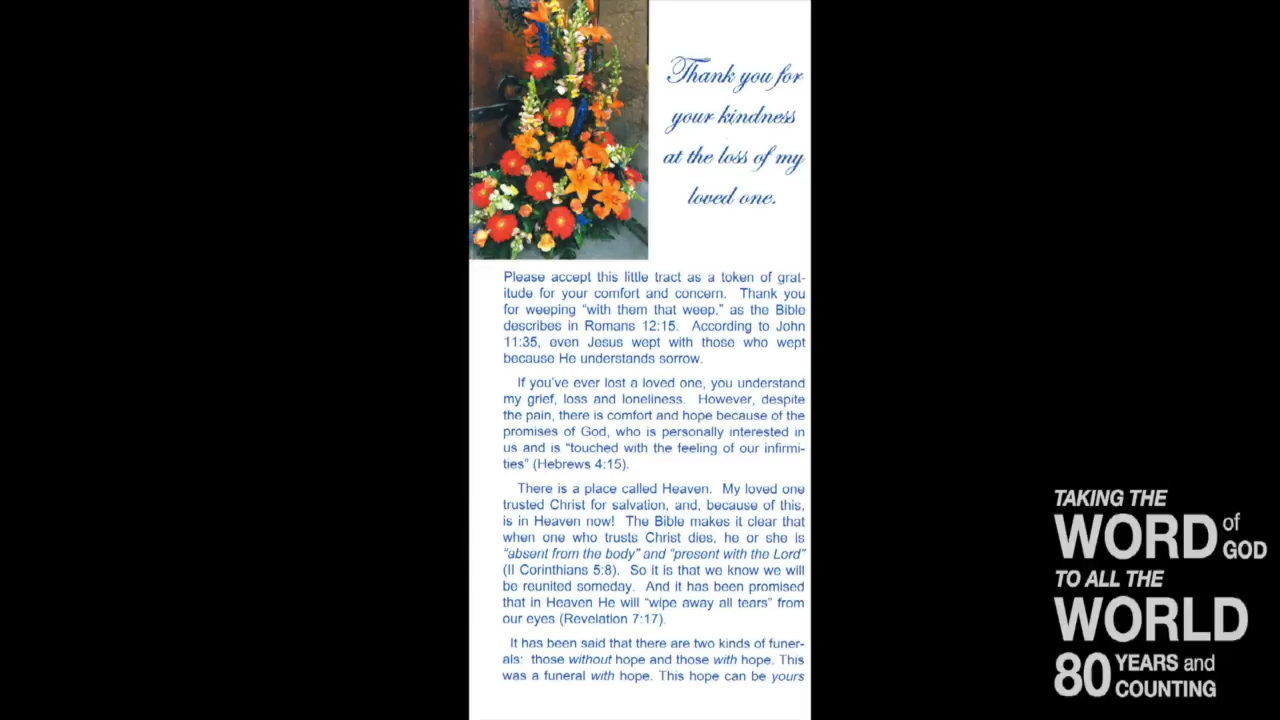 Thank you for
your kindness
at the loss of my
loved one.
Please accept this little tract as a token of grat-
itude for your comfort and concern. Thank you
for weeping “with them that weep,” as the Bible
describes in Romans 12:15. According to John
11:35, even Jesus wept with those who wept
because He understands sorrow.
If you’ve ever lost a loved one, you understand
my grief, loss and loneliness. However, despite
the pain, there is comfort and hope because of the
promises of God, who is personally interested in
us and is “touched with the feeling of our infirmi-
ties” (Hebrews 4:15).
There is a place called Heaven. My loved one
trusted Christ for salvation, and, because of this,
is in Heaven now! The Bible makes it clear that
when one who trusts Christ dies, he or she is
“absent from the body” and “present with the Lord”
(II Corinthians 5:8). So it is that we know we will
be reunited someday. And it has been promised
that in Heaven He will “wipe away all tears” from
our eyes (Revelation 7:17).
It has been said that there are two kinds of funer-
als: those without hope and those with hope. This
was a funeral with hope. This hope can be yours
TAKING THE
WORD of GOD
TO ALL THE
WORLD
80 YEARS and
COUNTING